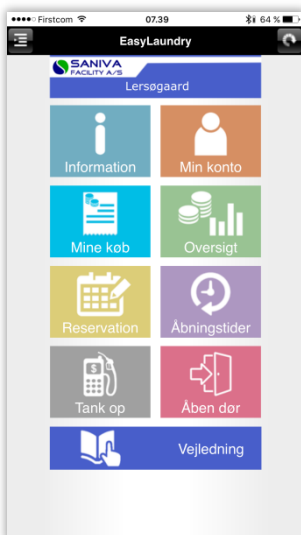 Firstcom 07.39 64 %
EasyLaundry
SANIVA
FACILITY A/S
Lersøgaard
Information Min konto
Mine køb Oversigt
Reservation Åbningstider
$
Tank op Åben dør
Vejledning